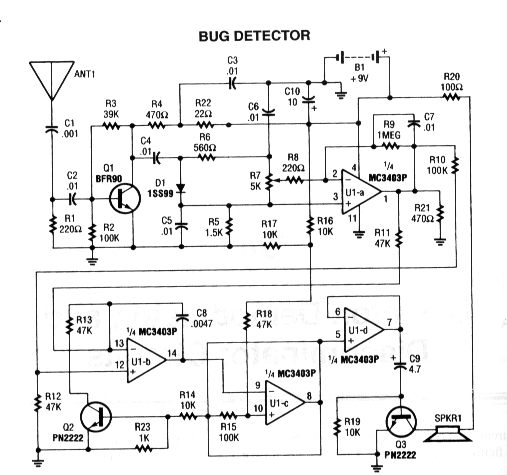 BUG DETECTOR
ANT1
C1
.001
C2
.01
R1
220Ω
R2
100K
R3
39K
R4
470Ω
Q1
BFR90
C3
.01
R22
22Ω
C4
.01
R6
560Ω
D1
1SS99
C5
.01
R5
1.5K
C6
.01
C10
10
+
B1
+9V
+
R7
5K
R8
220Ω
R9
1MEG
C7
.01
R20
100Ω
R10
100K
1/4
MC3403P
2
3
4
11
1
−
+
U1-a
R17
10K
R16
10K
R11
47K
R21
470Ω
R13
47K
C8
.0047
1/4 MC3403P
13
12
14
−
+
U1-b
R18
47K
6
5
7
−
+
U1-d
1/4 MC3403P
+
C9
4.7
1/4 MC3403P
9
10
8
−
+
U1-c
R12
47K
Q2
PN2222
R23
1K
R14
10K
R15
100K
R19
10K
Q3
PN2222
SPKR1